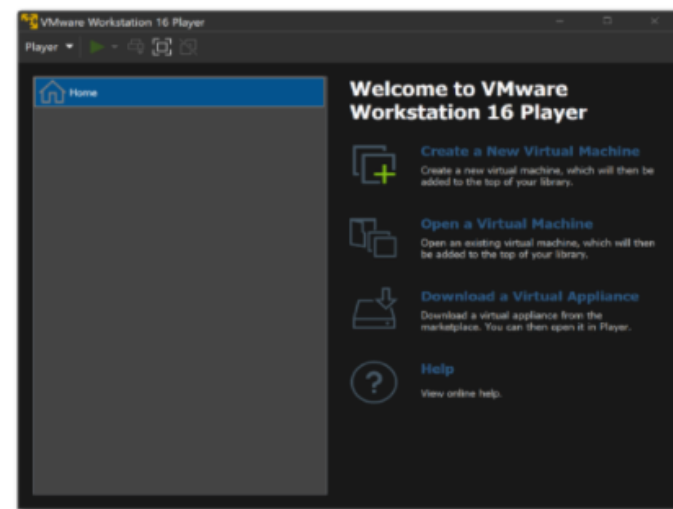 VMware Workstation 16 Player
Player
Home
Welcome to VMware
Workstation 16 Player
Create a New Virtual Machine
Create a new virtual machine, which will then be
added to the top of your library.
Open a Virtual Machine
Open an existing virtual machine, which will then
be added to the top of your library.
Download a Virtual Appliance
Download a virtual appliance from the
marketplace. You can then open it in Player.
Help
View online help.